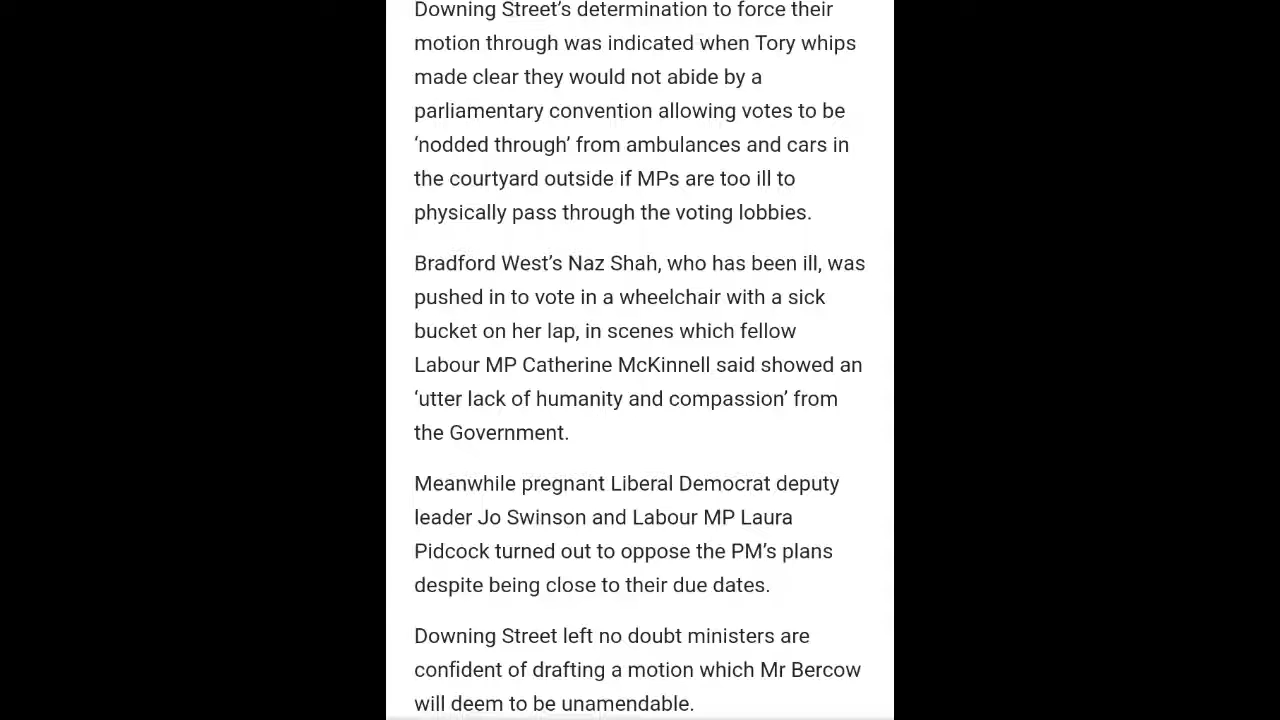 Downing Street’s determination to force their
motion through was indicated when Tory whips
made clear they would not abide by a
parliamentary convention allowing votes to be
‘nodded through’ from ambulances and cars in
the courtyard outside if MPs are too ill to
physically pass through the voting lobbies.
Bradford West’s Naz Shah, who has been ill, was
pushed in to vote in a wheelchair with a sick
bucket on her lap, in scenes which fellow
Labour MP Catherine McKinnell said showed an
‘utter lack of humanity and compassion’ from
the Government.
Meanwhile pregnant Liberal Democrat deputy
leader Jo Swinson and Labour MP Laura
Pidcock turned out to oppose the PM’s plans
despite being close to their due dates.
Downing Street left no doubt ministers are
confident of drafting a motion which Mr Bercow
will deem to be unamendable.